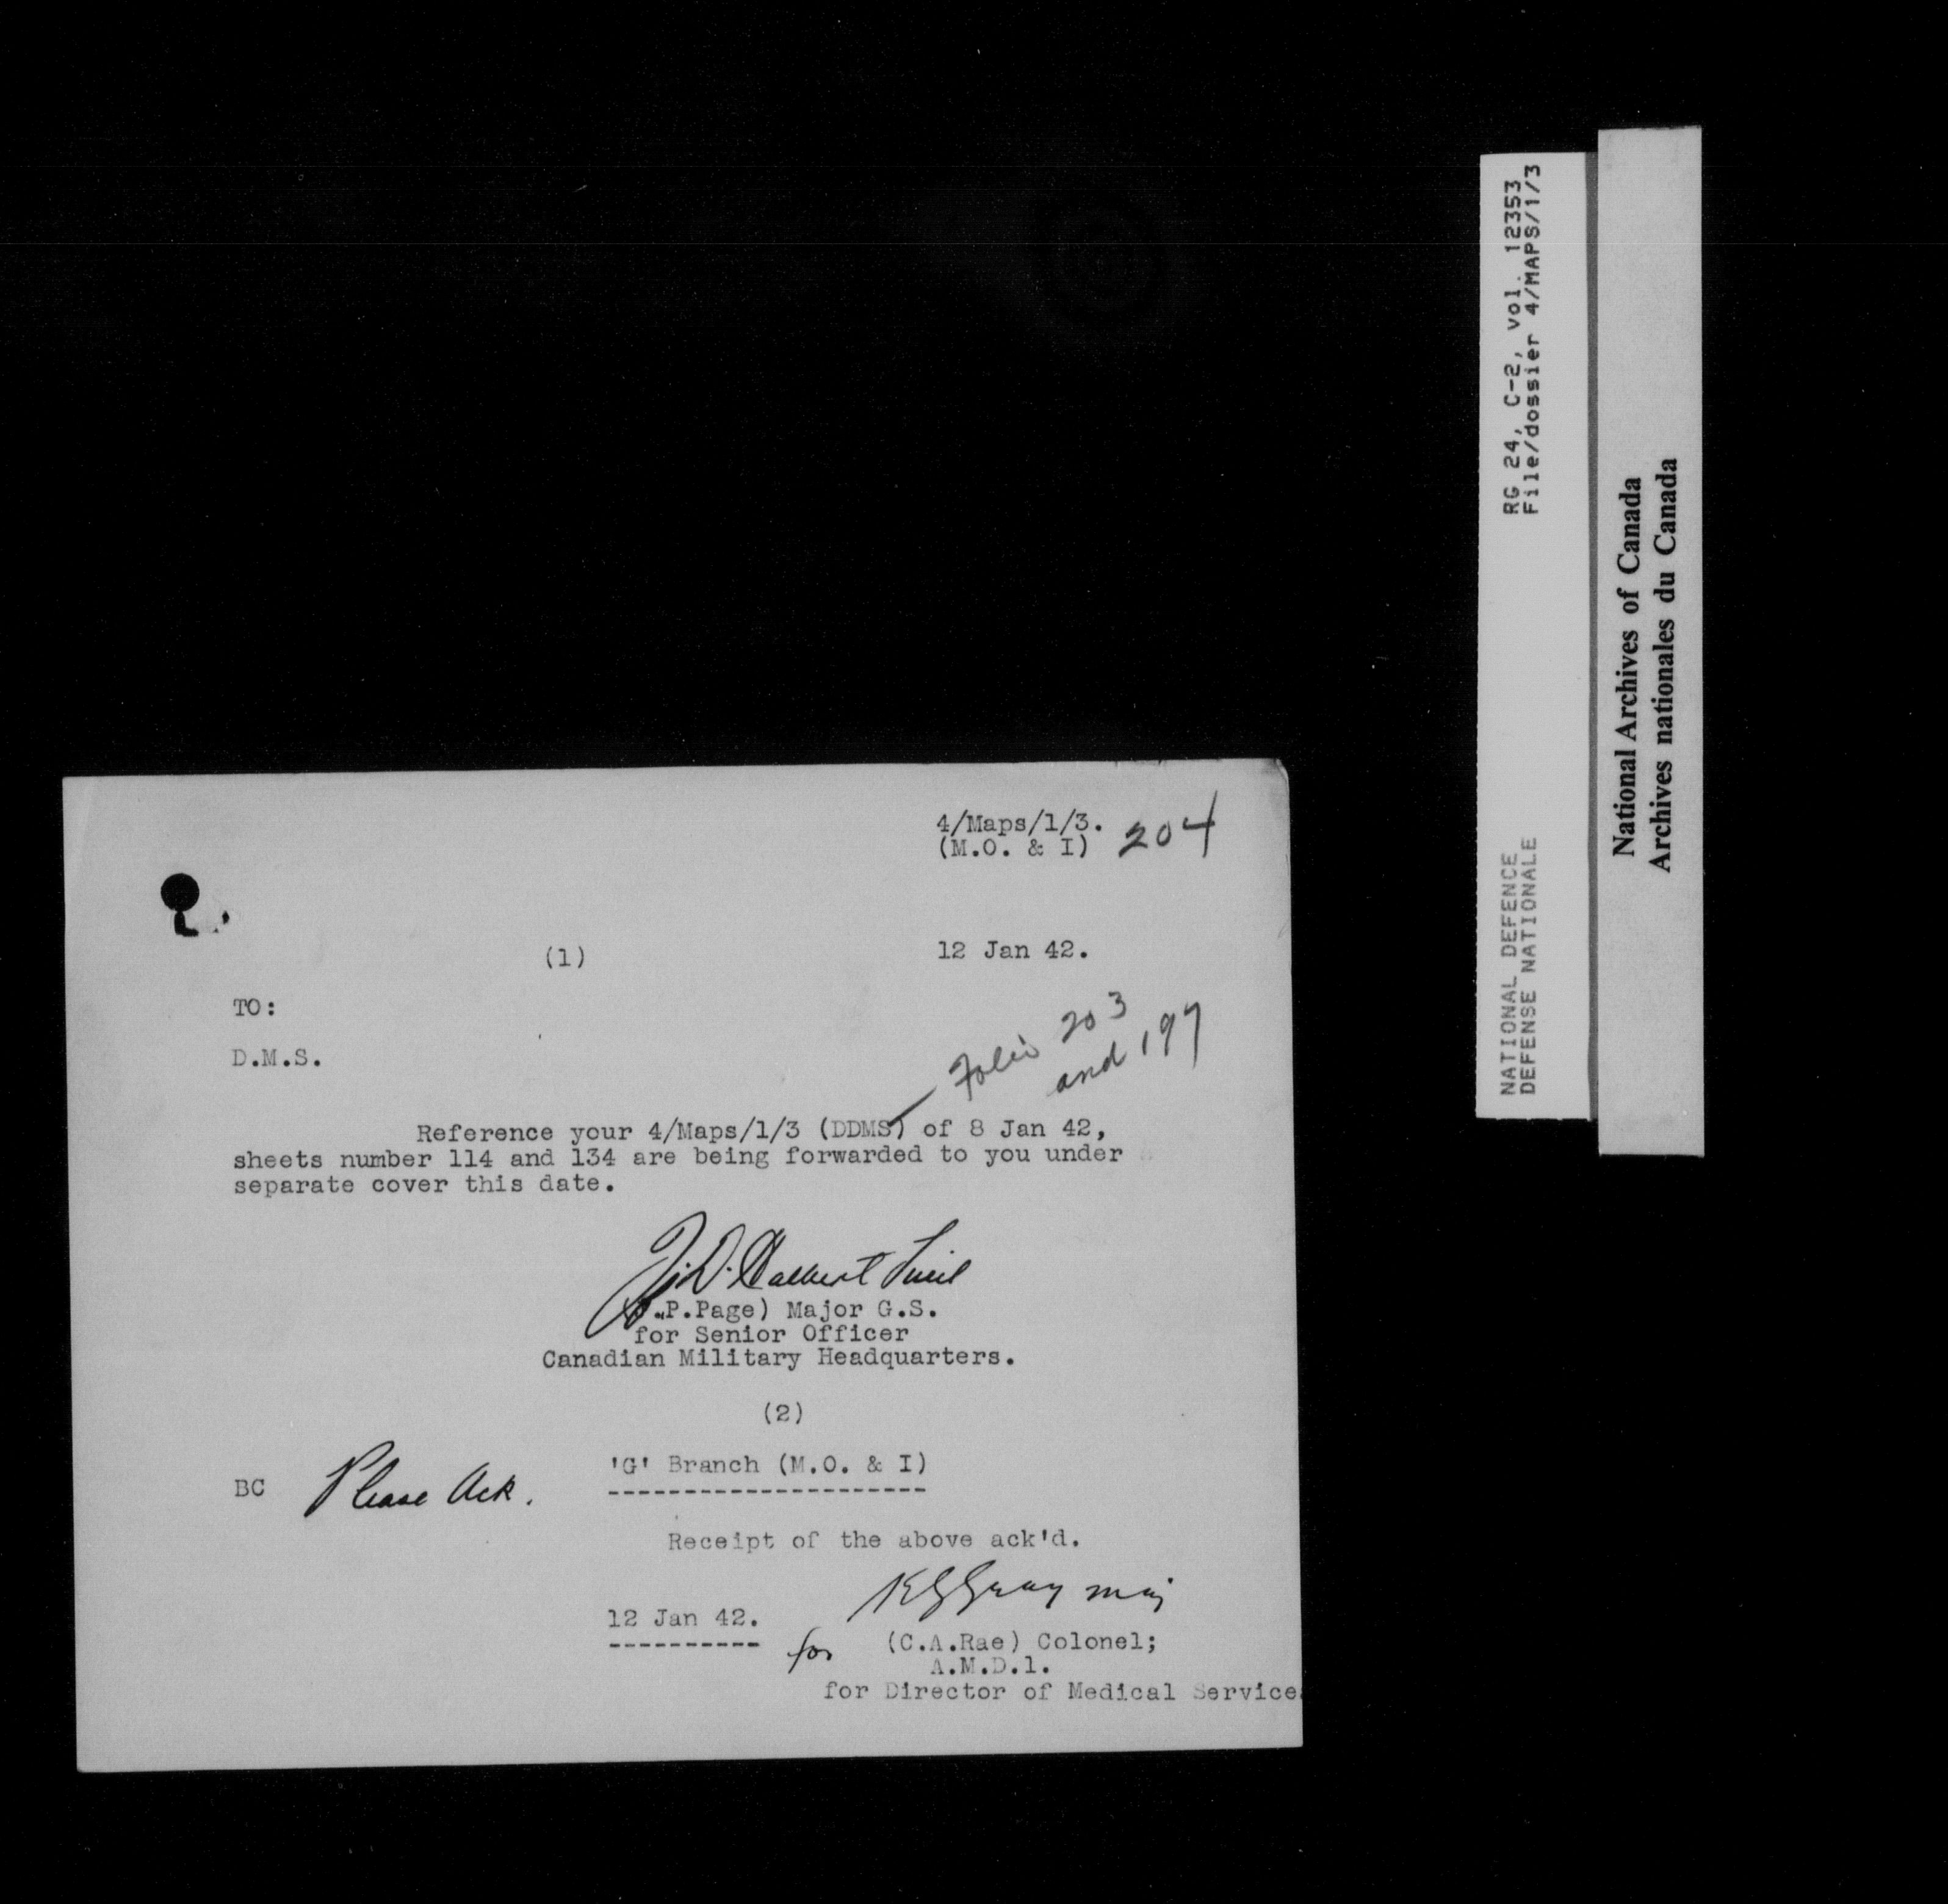 4/Maps/1/3.
(M.O. & I) 204
(1) 12 Jan 42.
TO:
D.M.S.
Folio 203
and 197
Reference your 4/Maps/1/3 (DDMS) of 8 Jan 42,
sheets number 114 and 134 are being forwarded to you under
separate cover this date.
.P.Page) Major G.S.
for Senior Officer
Canadian Military Headquarters.
(2)
'G' Branch (M.O. & I)
BC Please Ack.
Receipt of the above ack'd.
12 Jan 42.
for (C.A.Rae) Colonel;
A.M.D.1.
for Director of Medical Service
RG 24, C-2, vol. 12353
File/dossier 4/MAPS/1/3
NATIONAL DEFENCE
DEFENSE NATIONALE
National Archives of Canada
Archives nationales du Canada